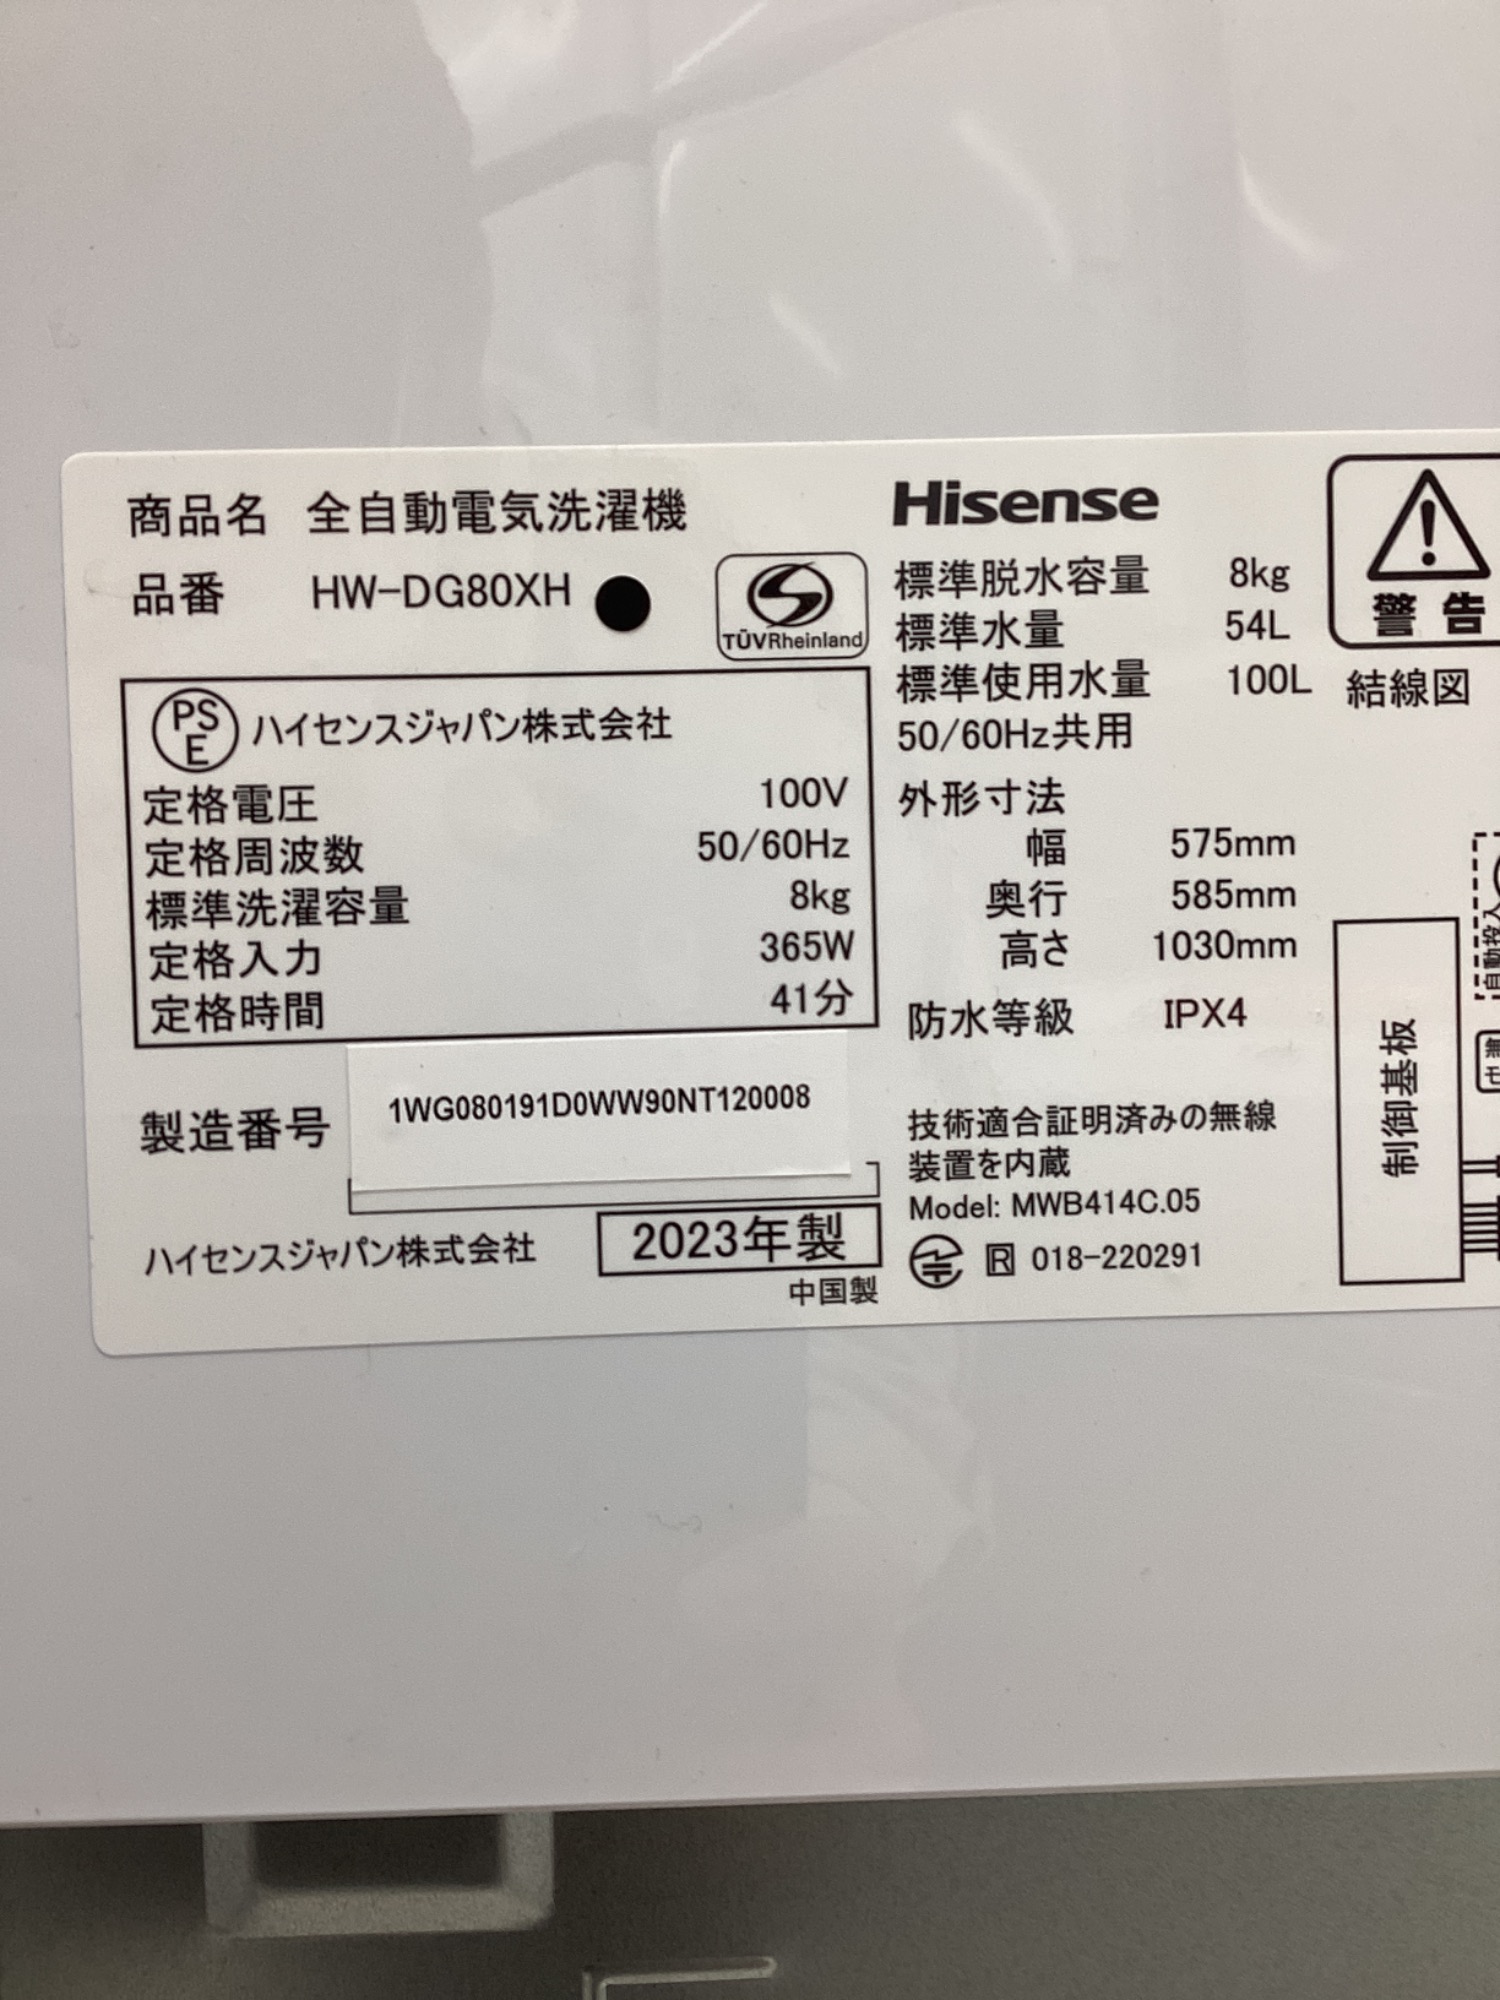 商品名 全自動電気洗濯機
品番 HW-DG80XH
TÜVRheinland
PS
E
ハイセンスジャパン株式会社
定格電圧 100V
定格周波数 50/60Hz
標準洗濯容量 8kg
定格入力 365W
定格時間 41分
製造番号 1WG080191D0WW90NT120008
ハイセンスジャパン株式会社
2023年製
中国製
Hisense
標準脱水容量 8kg
標準水量 54L
標準使用水量 100L
50/60Hz共用
外形寸法
幅 575mm
奥行 585mm
高さ 1030mm
防水等級 IPX4
技術適合証明済みの無線
装置を内蔵
Model: MWB414C.05
R 018-220291
警告
結線図
制御基板
自動投入